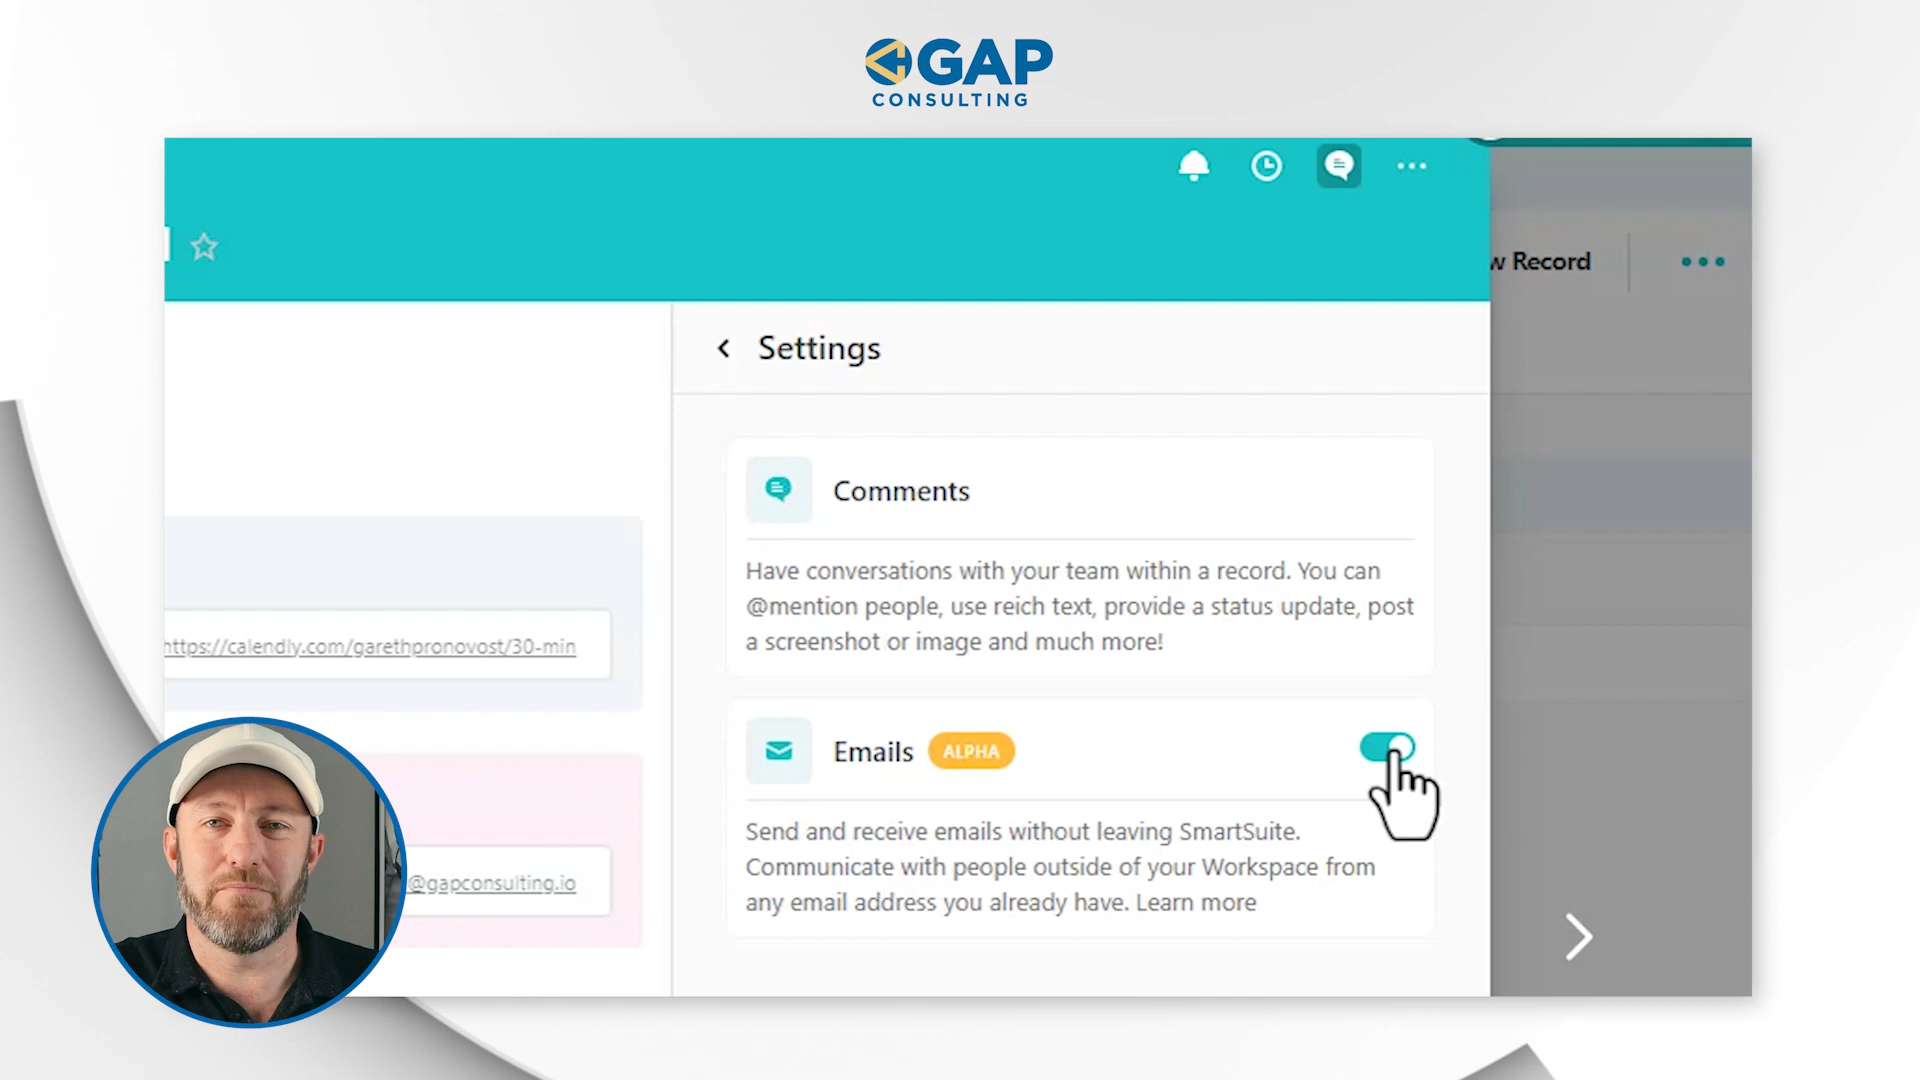 GAP
CONSULTING
w Record
Settings
Comments
Have conversations with your team within a record. You can
@mention people, use reich text, provide a status update, post
a screenshot or image and much more!
https://calendly.com/garethpronovost/30-min
Emails ALPHA
Send and receive emails without leaving SmartSuite.
Communicate with people outside of your Workspace from
any email address you already have. Learn more
@gapconsulting.io